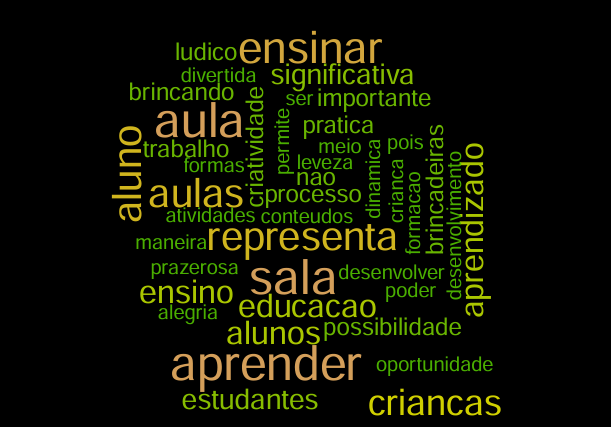 ludico
ensinar
divertida
significativa
brincando
ser
importante
aula
criatividade
permite
pratica
aluno
trabalho
meio
pois
formas
leveza
nao
dinamica
crianca
formacao
brincadeiras
desenvolvimento
aprendizado
aulas
processo
atividades
conteudos
maneira
representa
prazerosa
sala
desenvolver
ensino
poder
alegria
educacao
alunos
possibilidade
aprender
oportunidade
estudantes
criancas